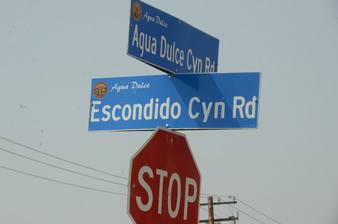 Agua Dulce
Agua Dulce Cyn Rd
Agua Dulce
Escondido Cyn Rd
STOP